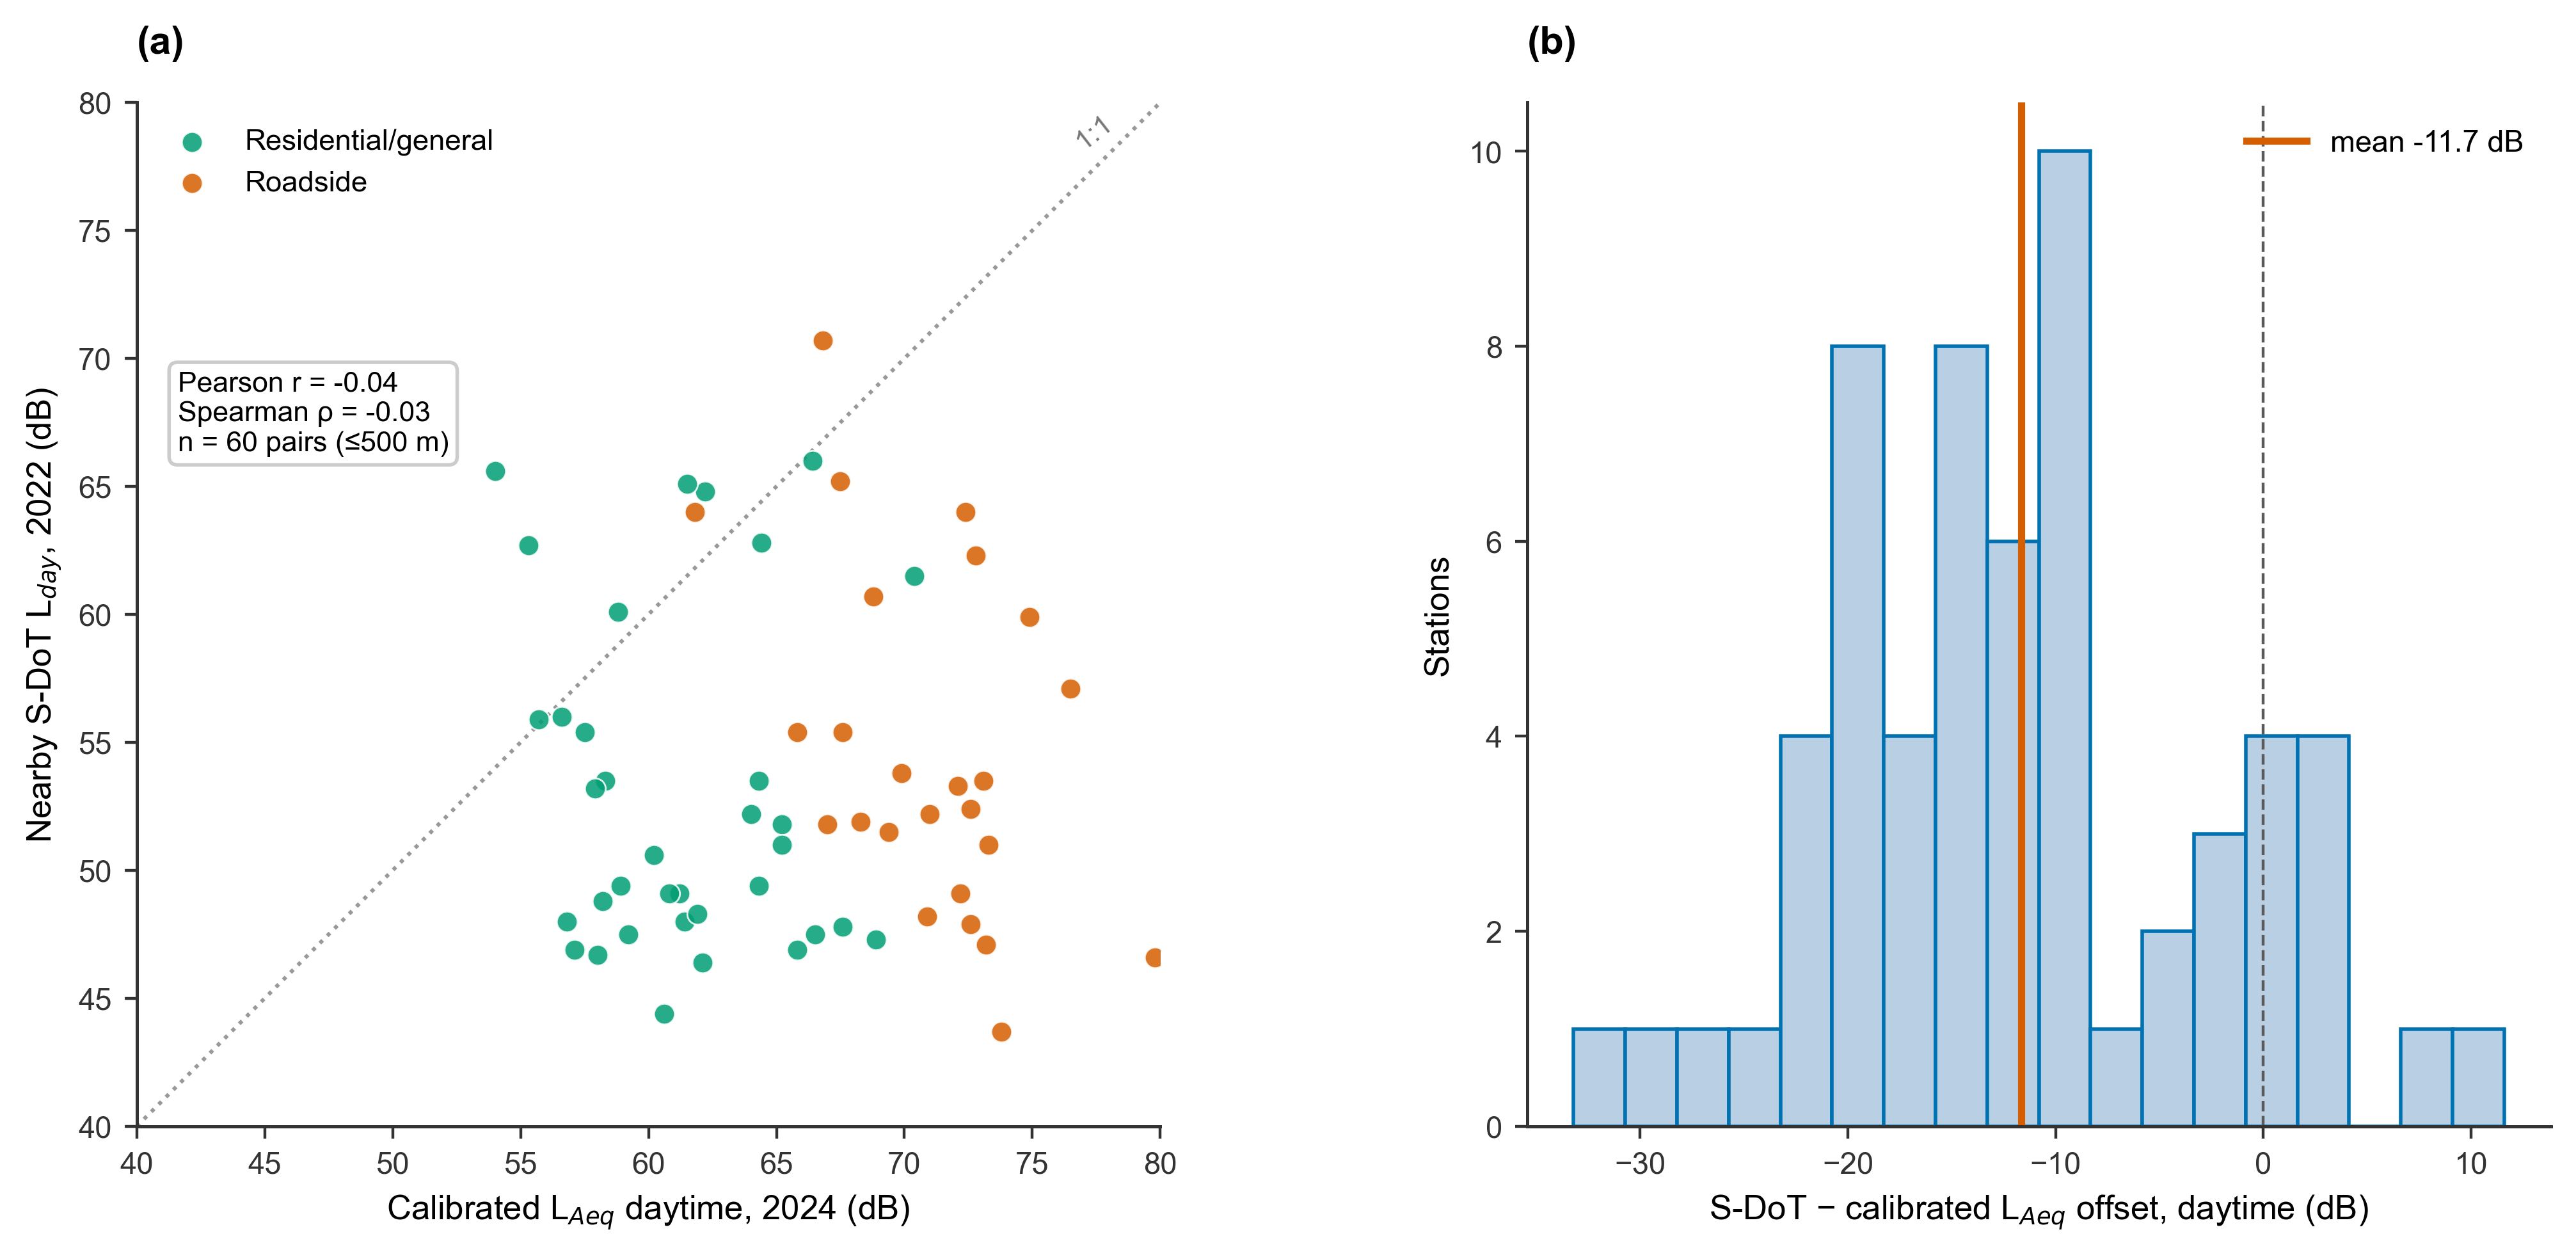 (a)
80
75
70
65
60
55
50
45
40
Nearby S-DoT Lday, 2022 (dB)
Residential/general
Roadside
1:1
Pearson r = -0.04
Spearman ρ = -0.03
n = 60 pairs (≤500 m)
40 45 50 55 60 65 70 75 80
Calibrated LAeq daytime, 2024 (dB)
(b)
10
8
6
4
2
0
Stations
mean -11.7 dB
−30 −20 −10 0 10
S-DoT − calibrated LAeq offset, daytime (dB)